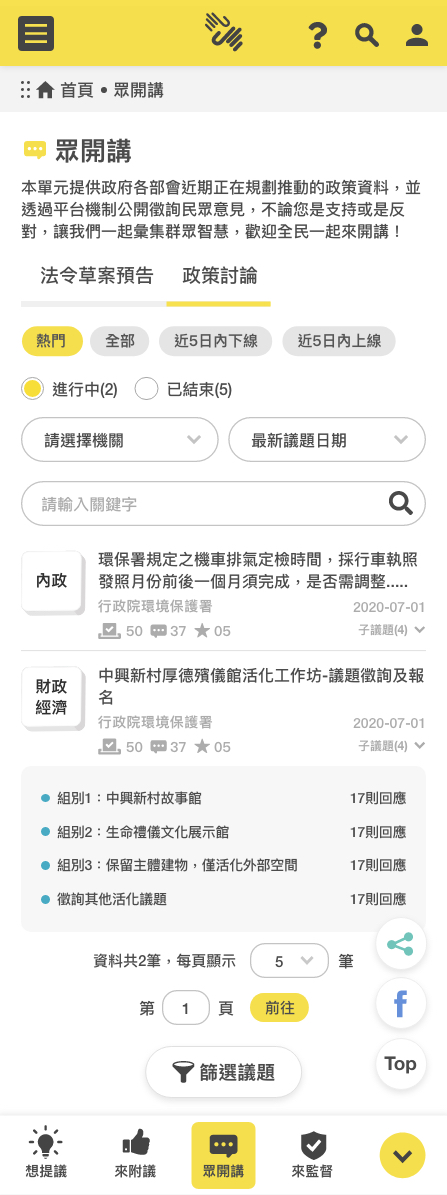 首頁 • 眾開講
眾開講
本單元提供政府各部會近期正在規劃推動的政策資料，並
透過平台機制公開徵詢民眾意見，不論您是支持或是反
對，讓我們一起彙集群眾智慧，歡迎全民一起來開講！
法令草案預告 政策討論
熱門 全部 近5日內下線 近5日內上線
進行中(2) 已結束(5)
請選擇機關 最新議題日期
請輸入關鍵字
內政
環保署規定之機車排氣定檢時間，採行車執照
發照月份前後一個月須完成，是否需調整.....
行政院環境保護署 2020-07-01
50 37 05 子議題(4)
財政
經濟
中興新村厚德殯儀館活化工作坊-議題徵詢及報
名
行政院環境保護署 2020-07-01
50 37 05 子議題(4)
組別1：中興新村故事館 17則回應
組別2：生命禮儀文化展示館 17則回應
組別3：保留主體建物，僅活化外部空間 17則回應
徵詢其他活化議題 17則回應
資料共2筆，每頁顯示 5 筆
第 1 頁 前往
Top
篩選議題
想提議 來附議 眾開講 來監督